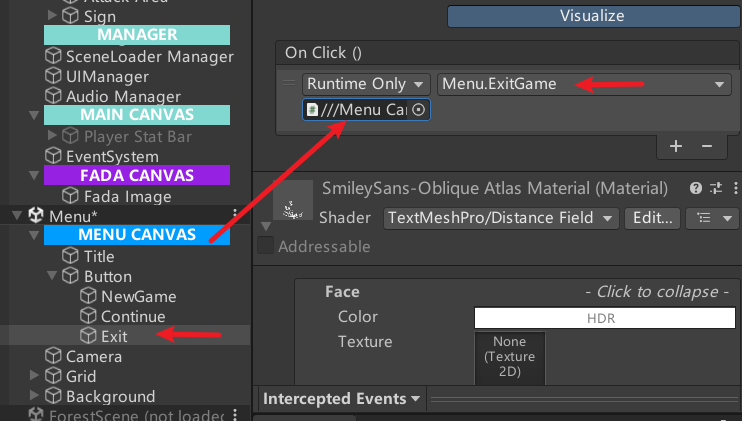 Attack Area
Sign
MANAGER
SceneLoader Manager
UIManager
Audio Manager
MAIN CANVAS
Player Stat Bar
EventSystem
FADA CANVAS
Fada Image
Menu*
MENU CANVAS
Title
Button
NewGame
Continue
Exit
Camera
Grid
Background
ForestScene (not loaded
Visualize
On Click ()
Runtime Only
Menu.ExitGame
///Menu Ca
SmileySans-Oblique Atlas Material (Material)
Shader
TextMeshPro/Distance Field
Edit...
Addressable
Face
- Click to collapse -
Color
HDR
Texture
None
(Texture
2D)
Intercepted Events